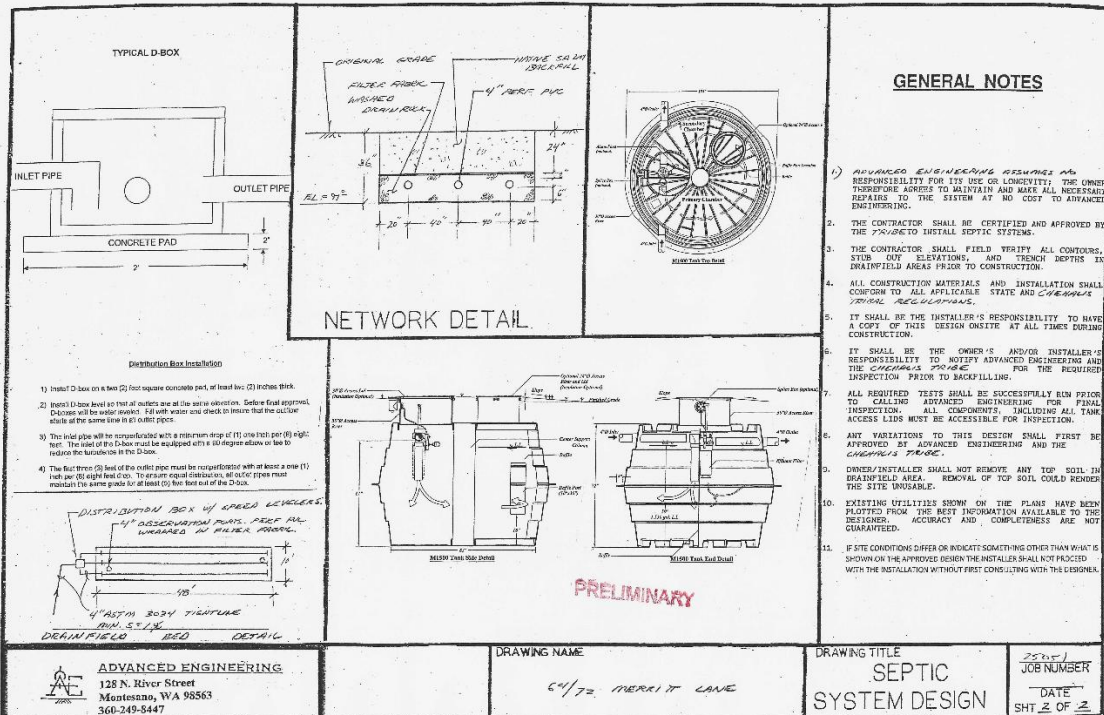 TYPICAL D-BOX
INLET PIPE
OUTLET PIPE
CONCRETE PAD
2'
2"
ORIGINAL GRADE
FILTER FABRIC
WASHED
DRAIN ROCK
BACKFILL
4" PERF PVC
36"
24"
6"
20"
40"
40"
20"
NETWORK DETAIL
Secondary
Chamber
Primary Chamber
M1500 Tank Top Detail
Distribution Box Installation
1) Install D-box on a two (2) foot square concrete pad, at least two (2) inches thick.
2) Install D-box level so that all outlets are at the same elevation. Before final approval,
D-boxes will be water leveled. Fill with water and check to insure that the outflow
starts at the same time in all outlet pipes.
3) The inlet pipe will be nonperforated with a minimum drop of (1) one inch per (8) eight
feet. The inlet of the D-box must be equipped with a 90 degree elbow or tee to
reduce the turbulence in the D-box.
4) The first three (3) feet of the outlet pipe must be nonperforated with at least a one (1)
inch per (8) eight feet drop. To ensure equal distribution, all outlet pipes must
maintain the same grade for at least (5) five feet out of the D-box.
DISTRIBUTION BOX W/ SPEED LEVELERS.
4" OBSERVATION PORTS. PERF PVC
WRAPPED IN FILTER FABRIC.
10'
48'
4" ASTM 3034 TIGHTLINE
DRAINFIELD BED DETAIL
M1500 Tank Side Detail
M1500 Tank End Detail
PRELIMINARY
GENERAL NOTES
1) ADVANCED ENGINEERING ASSUMES NO
RESPONSIBILITY FOR ITS USE OR LONGEVITY; THE OWNER
THEREFORE AGREES TO MAINTAIN AND MAKE ALL NECESSARY
REPAIRS TO THE SYSTEM AT NO COST TO ADVANCED
ENGINEERING.
2. THE CONTRACTOR SHALL BE CERTIFIED AND APPROVED BY
THE TRIBE TO INSTALL SEPTIC SYSTEMS.
3. THE CONTRACTOR SHALL FIELD VERIFY ALL CONTOURS,
STUB OUT ELEVATIONS, AND TRENCH DEPTHS IN
DRAINFIELD AREAS PRIOR TO CONSTRUCTION.
4. ALL CONSTRUCTION MATERIALS AND INSTALLATION SHALL
CONFORM TO ALL APPLICABLE STATE AND CHEHALIS
TRIBAL REGULATIONS.
5. IT SHALL BE THE INSTALLER'S RESPONSIBILITY TO HAVE
A COPY OF THIS DESIGN ONSITE AT ALL TIMES DURING
CONSTRUCTION.
6. IT SHALL BE THE OWNER'S AND/OR INSTALLER'S
RESPONSIBILITY TO NOTIFY ADVANCED ENGINEERING AND
THE CHEHALIS TRIBE FOR THE REQUIRED
INSPECTION PRIOR TO BACKFILLING.
7. ALL REQUIRED TESTS SHALL BE SUCCESSFULLY RUN PRIOR
TO CALLING ADVANCED ENGINEERING FOR FINAL
INSPECTION. ALL COMPONENTS, INCLUDING ALL TANK
ACCESS LIDS MUST BE ACCESSIBLE FOR INSPECTION.
8. ANY VARIATIONS TO THIS DESIGN SHALL FIRST BE
APPROVED BY ADVANCED ENGINEERING AND THE
CHEHALIS TRIBE.
9. OWNER/INSTALLER SHALL NOT REMOVE ANY TOP SOIL IN
DRAINFIELD AREA. REMOVAL OF TOP SOIL COULD RENDER
THE SITE UNUSABLE.
10. EXISTING UTILITIES SHOWN ON THE PLANS HAVE BEEN
PLOTTED FROM THE BEST INFORMATION AVAILABLE TO THE
DESIGNER. ACCURACY AND COMPLETENESS ARE NOT
GUARANTEED.
11. IF SITE CONDITIONS DIFFER OR INDICATE SOMETHING OTHER THAN WHAT IS
SHOWN ON THE APPROVED DESIGN THE INSTALLER SHALL NOT PROCEED
WITH THE INSTALLATION WITHOUT FIRST CONSULTING WITH THE DESIGNER.
ADVANCED ENGINEERING
128 N. River Street
Montesano, WA 98563
360-249-8447
DRAWING NAME
MERRITT LANE
DRAWING TITLE
SEPTIC
SYSTEM DESIGN
JOB NUMBER
DATE
SHT 2 OF 2